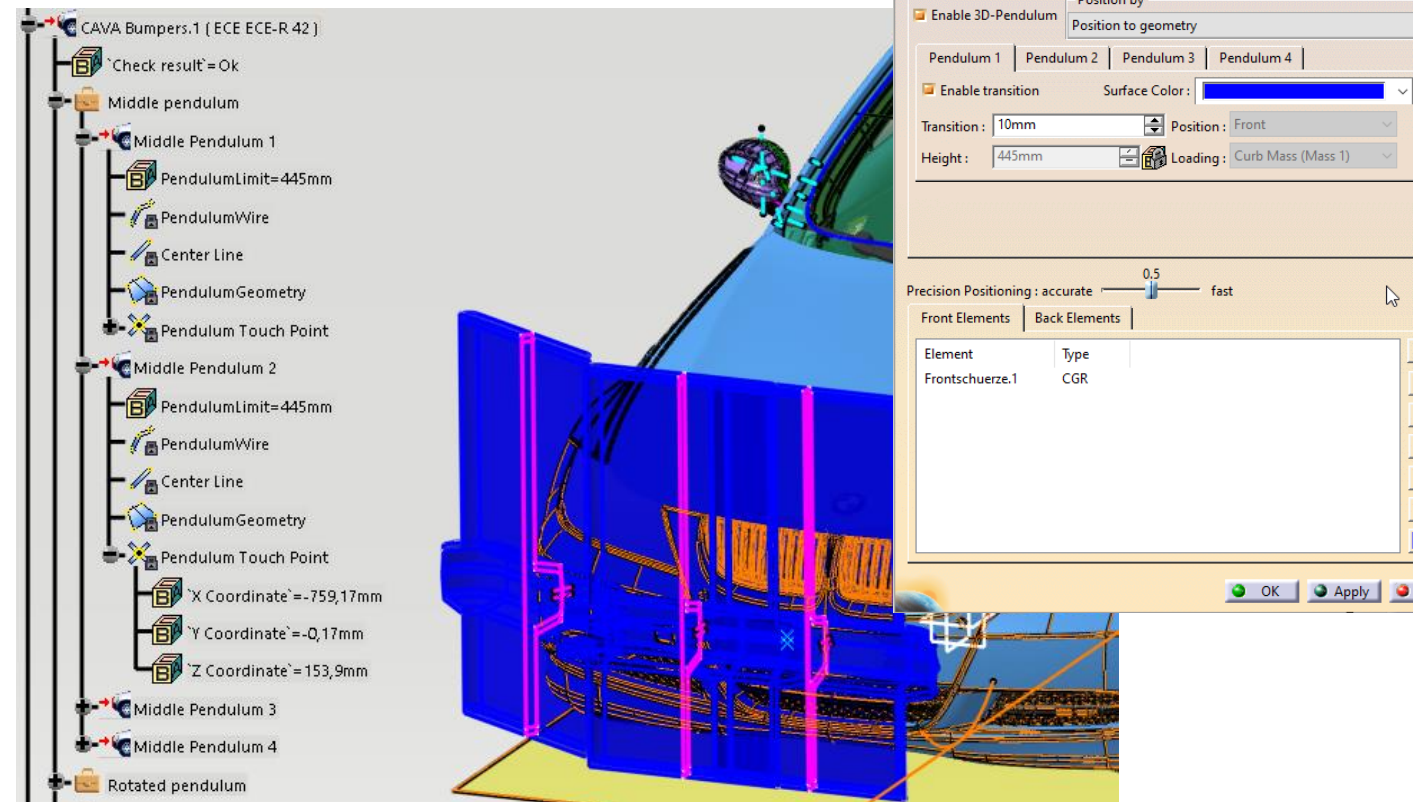 CAVA Bumpers.1 ( ECE ECE-R 42 )
`Check result`=Ok
Middle pendulum
Middle Pendulum 1
PendulumLimit=445mm
PendulumWire
Center Line
PendulumGeometry
Pendulum Touch Point
Middle Pendulum 2
PendulumLimit=445mm
PendulumWire
Center Line
PendulumGeometry
Pendulum Touch Point
`X Coordinate`=-759,17mm
`Y Coordinate`=-0,17mm
`Z Coordinate`=153,9mm
Middle Pendulum 3
Middle Pendulum 4
Rotated pendulum
Position by
Enable 3D-Pendulum
Position to geometry
Pendulum 1 Pendulum 2 Pendulum 3 Pendulum 4
Enable transition Surface Color :
Transition : 10mm Position : Front
Height : 445mm Loading : Curb Mass (Mass 1)
0.5
Precision Positioning : accurate fast
Front Elements Back Elements
Element Type
Frontschuerze.1 CGR
OK Apply